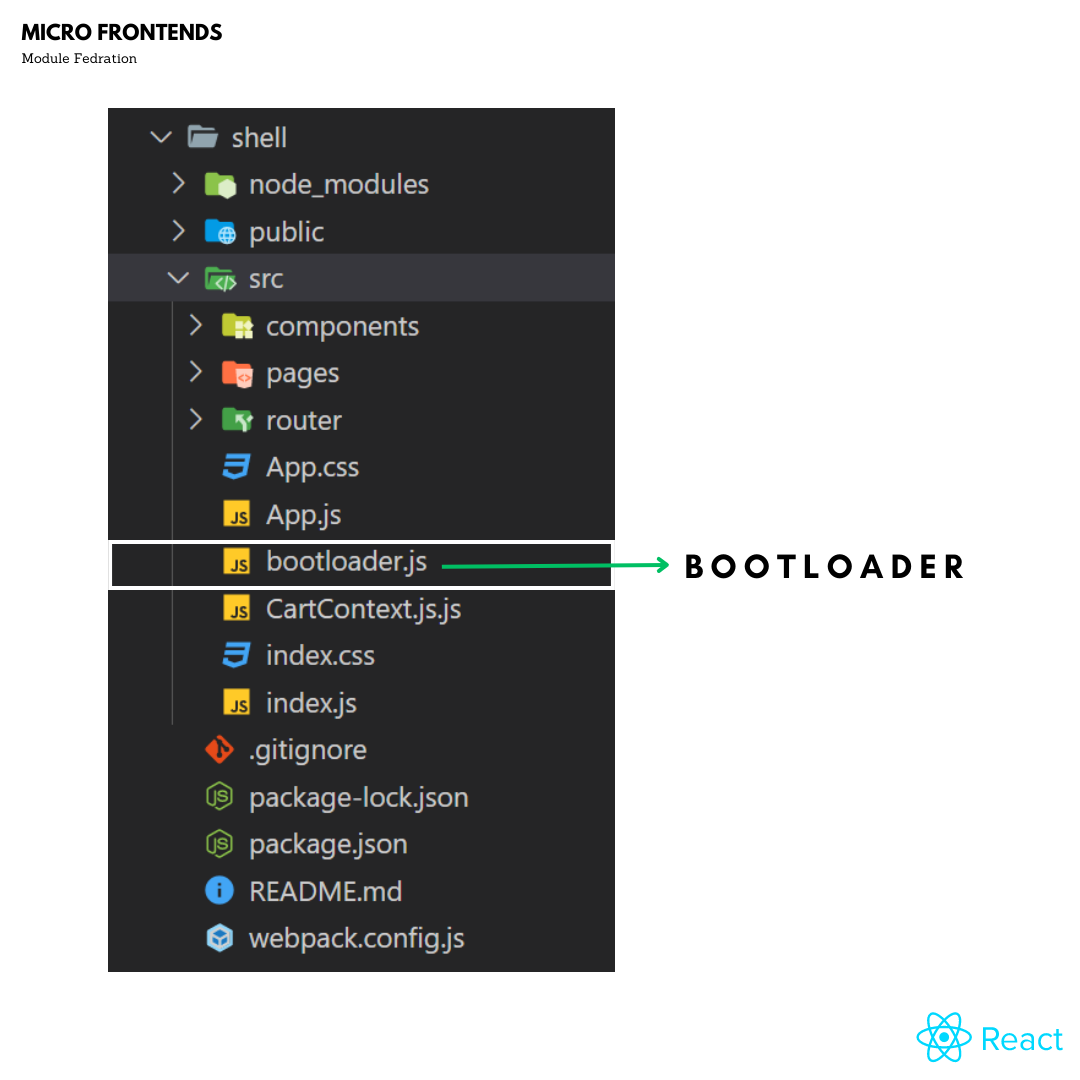 MICRO FRONTENDS
Module Fedration
shell
node_modules
public
src
components
pages
router
App.css
App.js
bootloader.js
BOOTLOADER
CartContext.js.js
index.css
index.js
.gitignore
package-lock.json
package.json
README.md
webpack.config.js
React